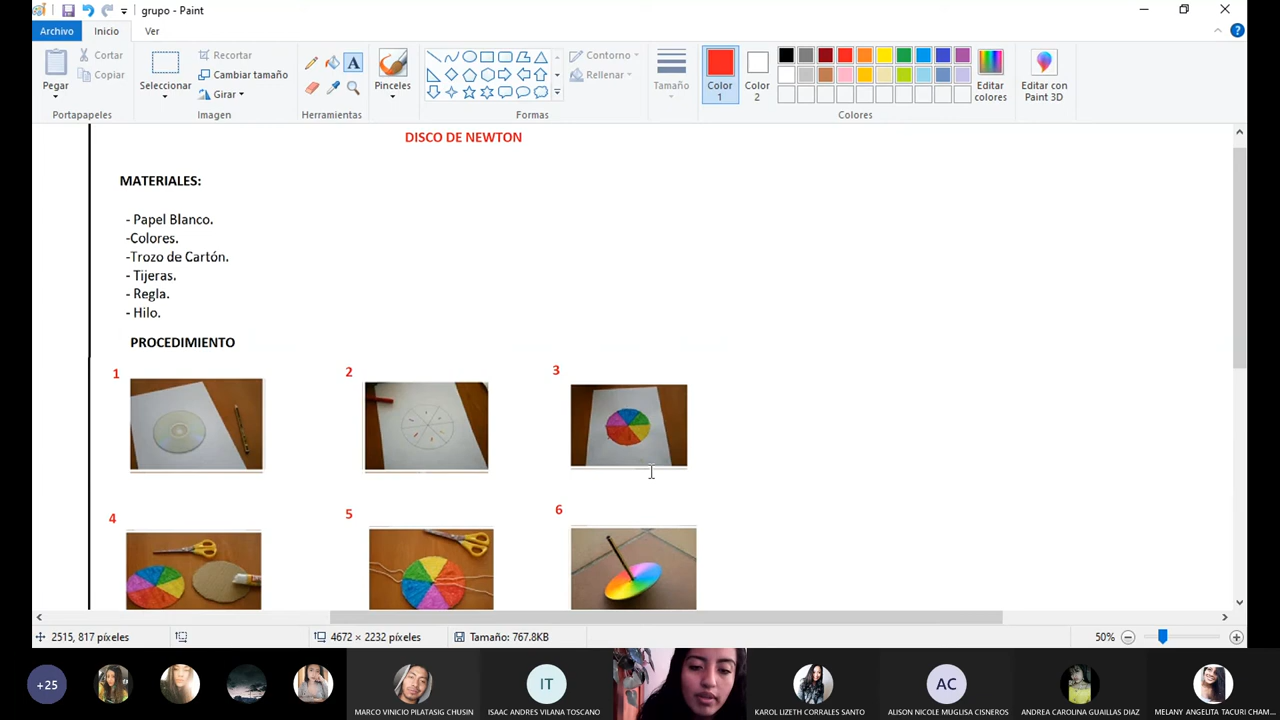 grupo - Paint
Archivo Inicio Ver
Pegar
Cortar
Copiar
Portapapeles
Seleccionar
Recortar
Cambiar tamaño
Girar
Imagen
A
Herramientas
Pinceles
Contorno
Rellenar
Formas
Tamaño
Color 1
Color 2
Editar colores
Colores
Editar con Paint 3D
DISCO DE NEWTON
MATERIALES:
- Papel Blanco.
-Colores.
-Trozo de Cartón.
- Tijeras.
- Regla.
- Hilo.
PROCEDIMIENTO
1 2 3
4 5 6
2515, 817 píxeles
4672 × 2232 píxeles
Tamaño: 767.8KB
50%
+25
MARCO VINICIO PILATASIG CHUSIN
IT
ISAAC ANDRES VILANA TOSCANO
KAROL LIZETH CORRALES SANTO
AC
ALISON NICOLE MUGLISA CISNEROS
ANDREA CAROLINA GUAILLAS DIAZ
MELANY ANGELITA TACURI CHAM...